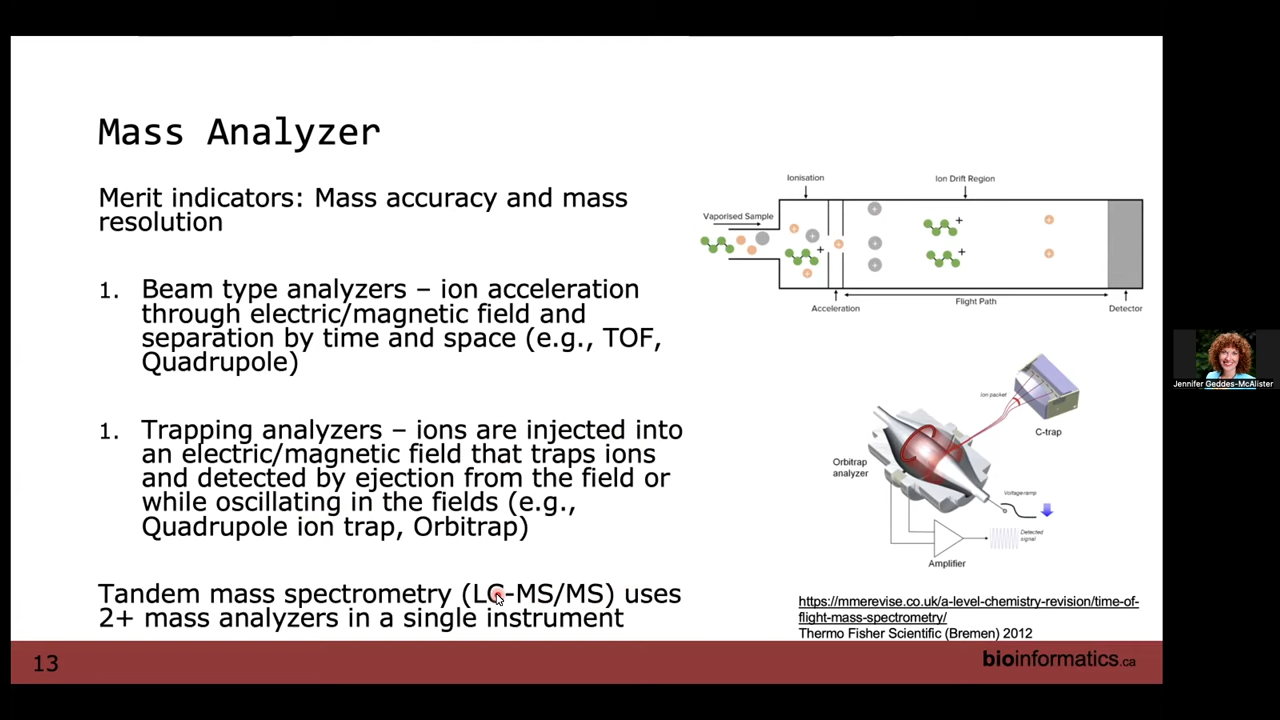 Mass Analyzer
Merit indicators: Mass accuracy and mass
resolution
1. Beam type analyzers – ion acceleration
through electric/magnetic field and
separation by time and space (e.g., TOF,
Quadrupole)
1. Trapping analyzers – ions are injected into
an electric/magnetic field that traps ions
and detected by ejection from the field or
while oscillating in the fields (e.g.,
Quadrupole ion trap, Orbitrap)
Tandem mass spectrometry (LC-MS/MS) uses
2+ mass analyzers in a single instrument
Ionisation
Ion Drift Region
Vaporised Sample
Acceleration
Flight Path
Detector
Ion packet
C-trap
Orbitrap
analyzer
Voltage ramp
Detected
signal
Amplifier
https://mmerevise.co.uk/a-level-chemistry-revision/time-of-
flight-mass-spectrometry/
Thermo Fisher Scientific (Bremen) 2012
13
bioinformatics.ca
Jennifer Geddes-McAlister